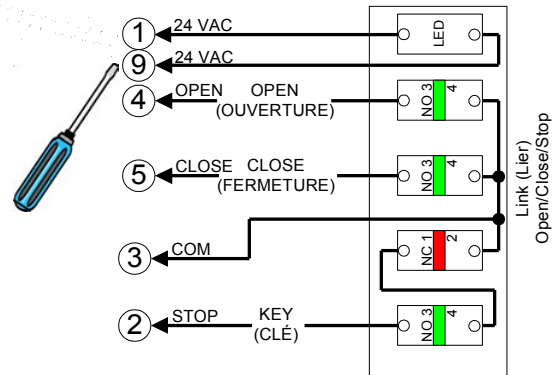 1 24 VAC LED
9 24 VAC
4 OPEN OPEN NO 3 4
(OUVERTURE)
5 CLOSE CLOSE NO 3 4
(FERMETURE)
Link (Lier)
Open/Close/Stop
3 COM NC 1 2
2 STOP KEY NO 3 4
(CLÉ)